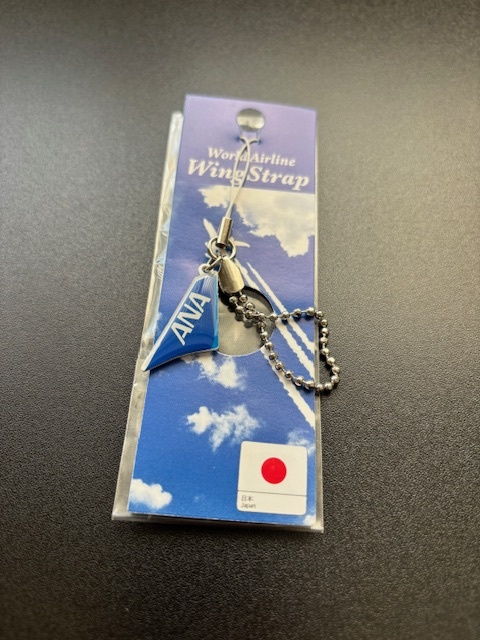 World Airline
Wing Strap
ANA
日本
Japan